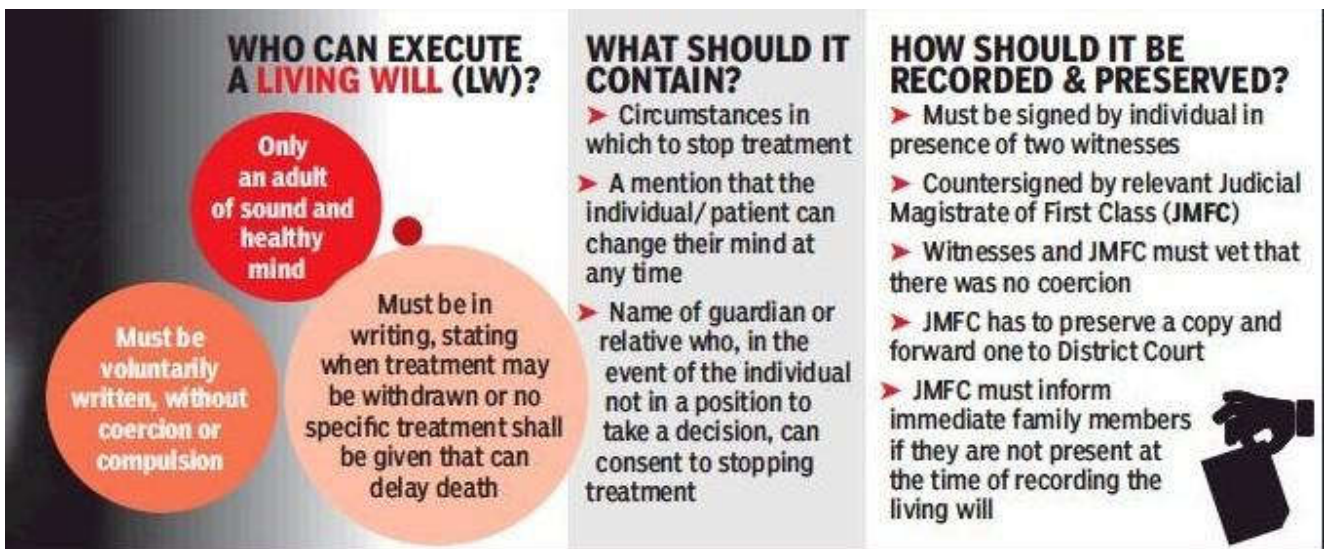 WHO CAN EXECUTE
A LIVING WILL (LW)?
Only
an adult
of sound and
healthy
mind
Must be
voluntarily
written, without
coercion or
compulsion
Must be in
writing, stating
when treatment may
be withdrawn or no
specific treatment shall
be given that can
delay death
WHAT SHOULD IT
CONTAIN?
➤ Circumstances in
which to stop treatment
➤ A mention that the
individual/patient can
change their mind at
any time
➤ Name of guardian or
relative who, in the
event of the individual
not in a position to
take a decision, can
consent to stopping
treatment
HOW SHOULD IT BE
RECORDED & PRESERVED?
➤ Must be signed by individual in
presence of two witnesses
➤ Countersigned by relevant Judicial
Magistrate of First Class (JMFC)
➤ Witnesses and JMFC must vet that
there was no coercion
➤ JMFC has to preserve a copy and
forward one to District Court
➤ JMFC must inform
immediate family members
if they are not present at
the time of recording the
living will